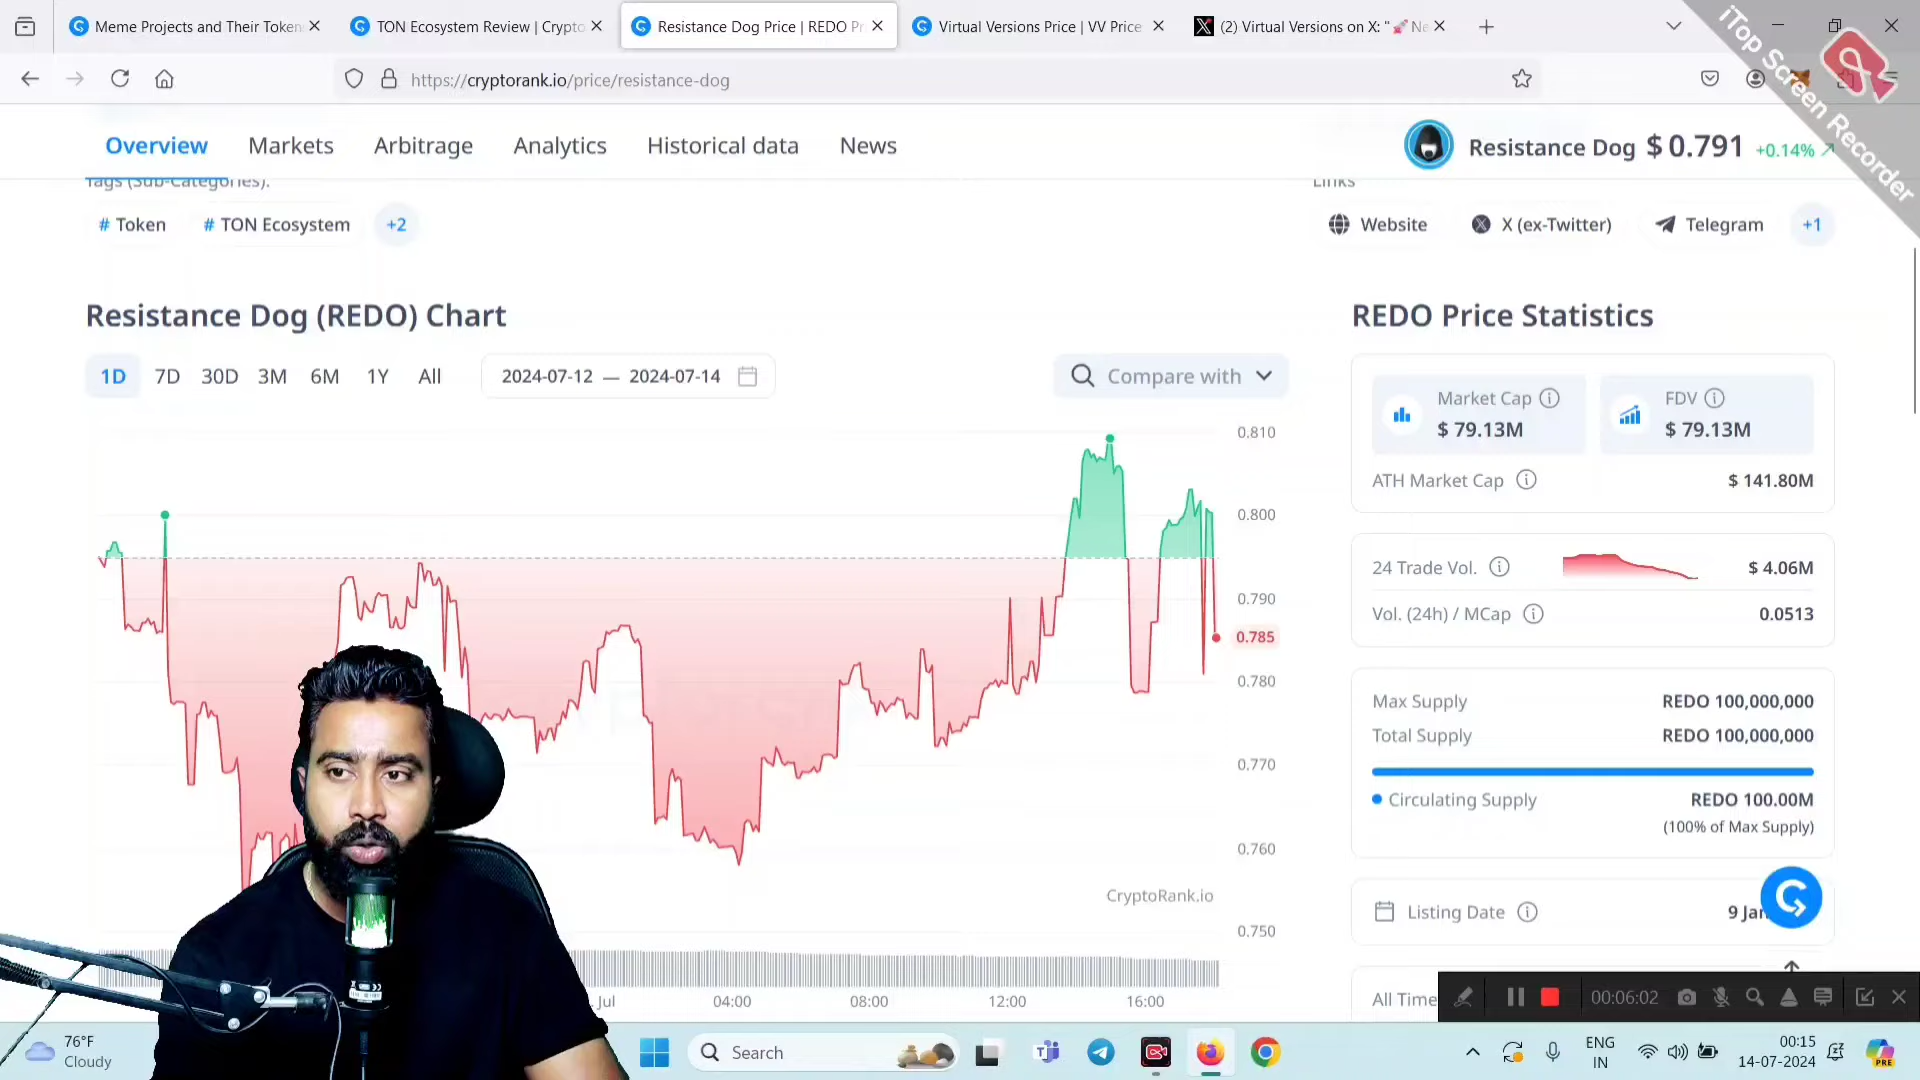 Meme Projects and Their Token
TON Ecosystem Review | Crypto
Resistance Dog Price | REDO Pr
Virtual Versions Price | VV Price
(2) Virtual Versions on X: "🚀Ne
https://cryptorank.io/price/resistance-dog
iTop Screen Recorder
Overview
Markets
Arbitrage
Analytics
Historical data
News
Resistance Dog $ 0.791 +0.14%
Tags (Sub-Categories):
Links
# Token
# TON Ecosystem
+2
Website
X (ex-Twitter)
Telegram
+1
Resistance Dog (REDO) Chart
1D 7D 30D 3M 6M 1Y All
2024-07-12 — 2024-07-14
Compare with
0.810
0.800
0.790
0.785
0.780
0.770
0.760
0.750
CryptoRank.io
Jul 04:00 08:00 12:00 16:00
REDO Price Statistics
Market Cap
$ 79.13M
FDV
$ 79.13M
ATH Market Cap $ 141.80M
24 Trade Vol. $ 4.06M
Vol. (24h) / MCap 0.0513
Max Supply REDO 100,000,000
Total Supply REDO 100,000,000
Circulating Supply REDO 100.00M
(100% of Max Supply)
Listing Date 9 Jan
All Time
00:06:02
76°F
Cloudy
Search
ENG
IN
00:15
14-07-2024
PRE